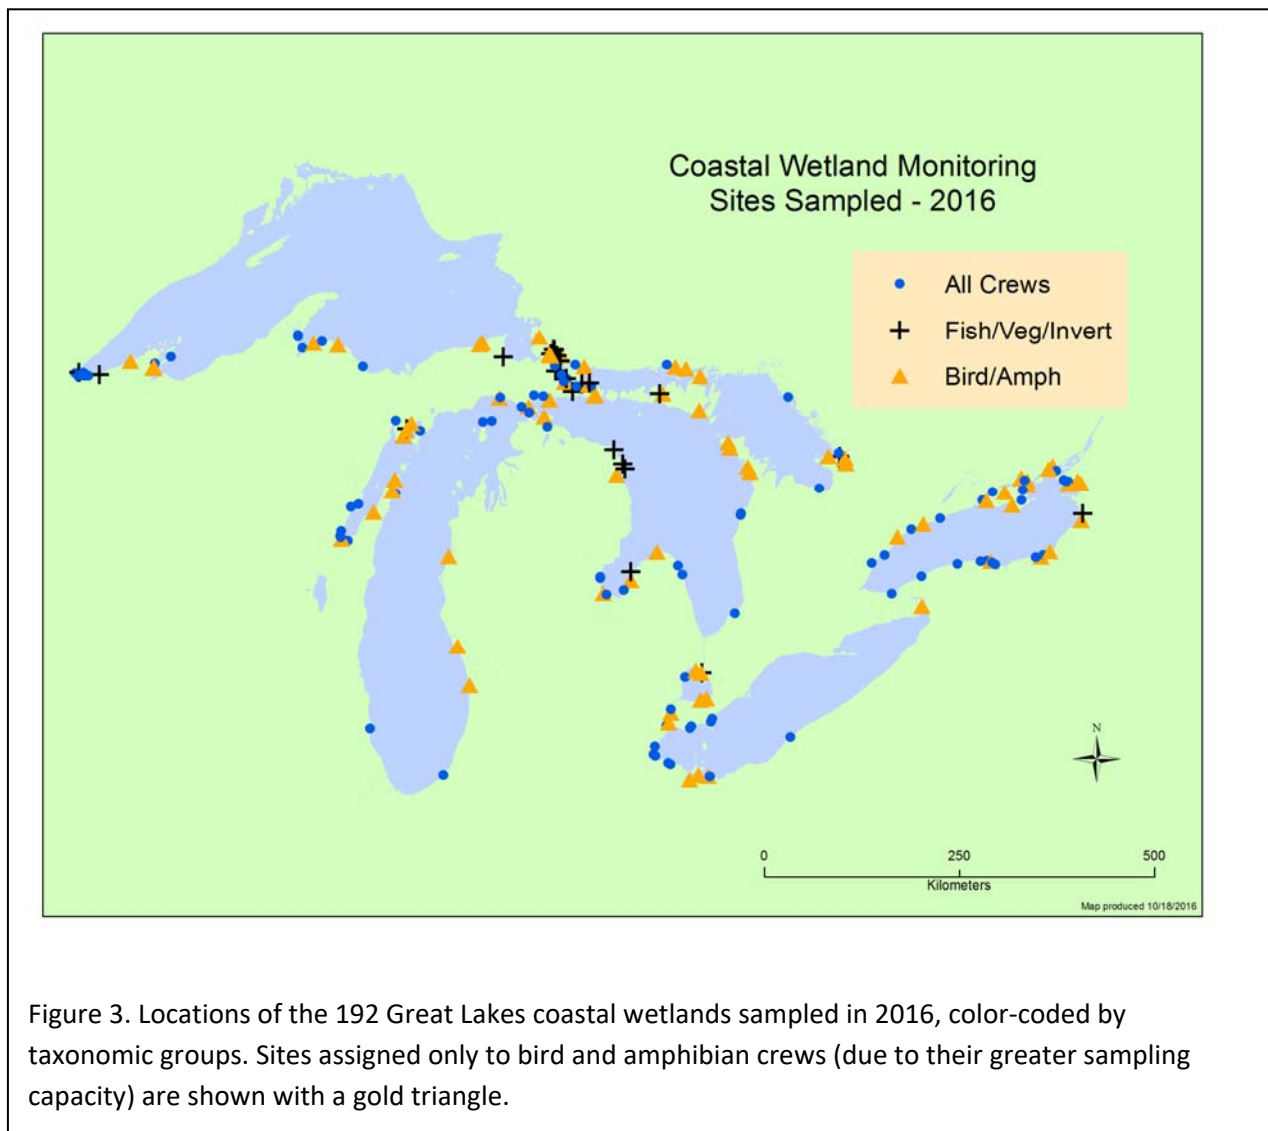 Coastal Wetland Monitoring
Sites Sampled - 2016
All Crews
Fish/Veg/Invert
Bird/Amph
N
0 250 500
Kilometers
Map produced 10/18/2016
Figure 3. Locations of the 192 Great Lakes coastal wetlands sampled in 2016, color-coded by
taxonomic groups. Sites assigned only to bird and amphibian crews (due to their greater sampling
capacity) are shown with a gold triangle.